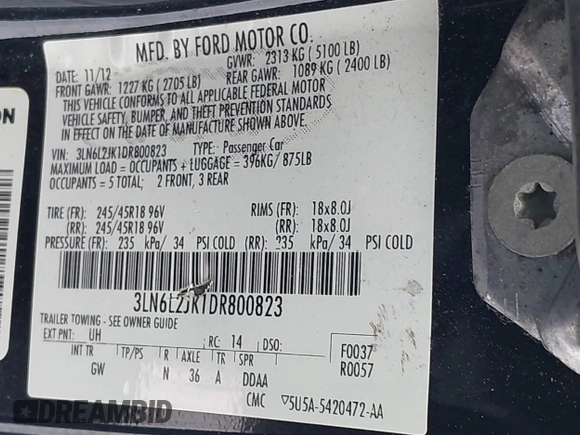 MFD. BY FORD MOTOR CO.
DATE: 11/12
GVWR: 2313 KG ( 5100 LB)
FRONT GAWR: 1227 KG ( 2705 LB)
REAR GAWR: 1089 KG ( 2400 LB)
THIS VEHICLE CONFORMS TO ALL APPLICABLE FEDERAL MOTOR
VEHICLE SAFETY, BUMPER, AND THEFT PREVENTION STANDARDS
IN EFFECT ON THE DATE OF MANUFACTURE SHOWN ABOVE.
VIN: 3LN6L2JK1DR800823 TYPE: Passenger Car
MAXIMUM LOAD = OCCUPANTS + LUGGAGE = 396KG/ 875LB
OCCUPANTS = 5 TOTAL; 2 FRONT, 3 REAR
TIRE (FR): 245/45R18 96V RIMS (FR): 18x8.0J
(RR): 245/45R18 96V (RR): 18x8.0J
PRESSURE (FR): 235 kPa/ 34 PSI COLD (RR): 235 kPa/ 34 PSI COLD
3LN6L2JK1DR800823
TRAILER TOWING - SEE OWNER GUIDE
EXT PNT: UH RC: 14 DSO:
INT TR TP/PS R AXLE TR SPR
GW N 36 A DDAA
F0037
R0057
CMC 5U5A-5420472-AA
ON
DREAMBID